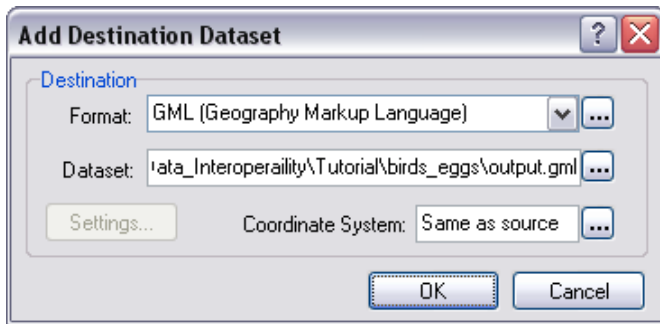 Add Destination Dataset
?
Destination
Format: GML (Geography Markup Language) ...
Dataset: ata_Interoperaility\Tutorial\birds_eggs\output.gml ...
Settings... Coordinate System: Same as source ...
OK Cancel